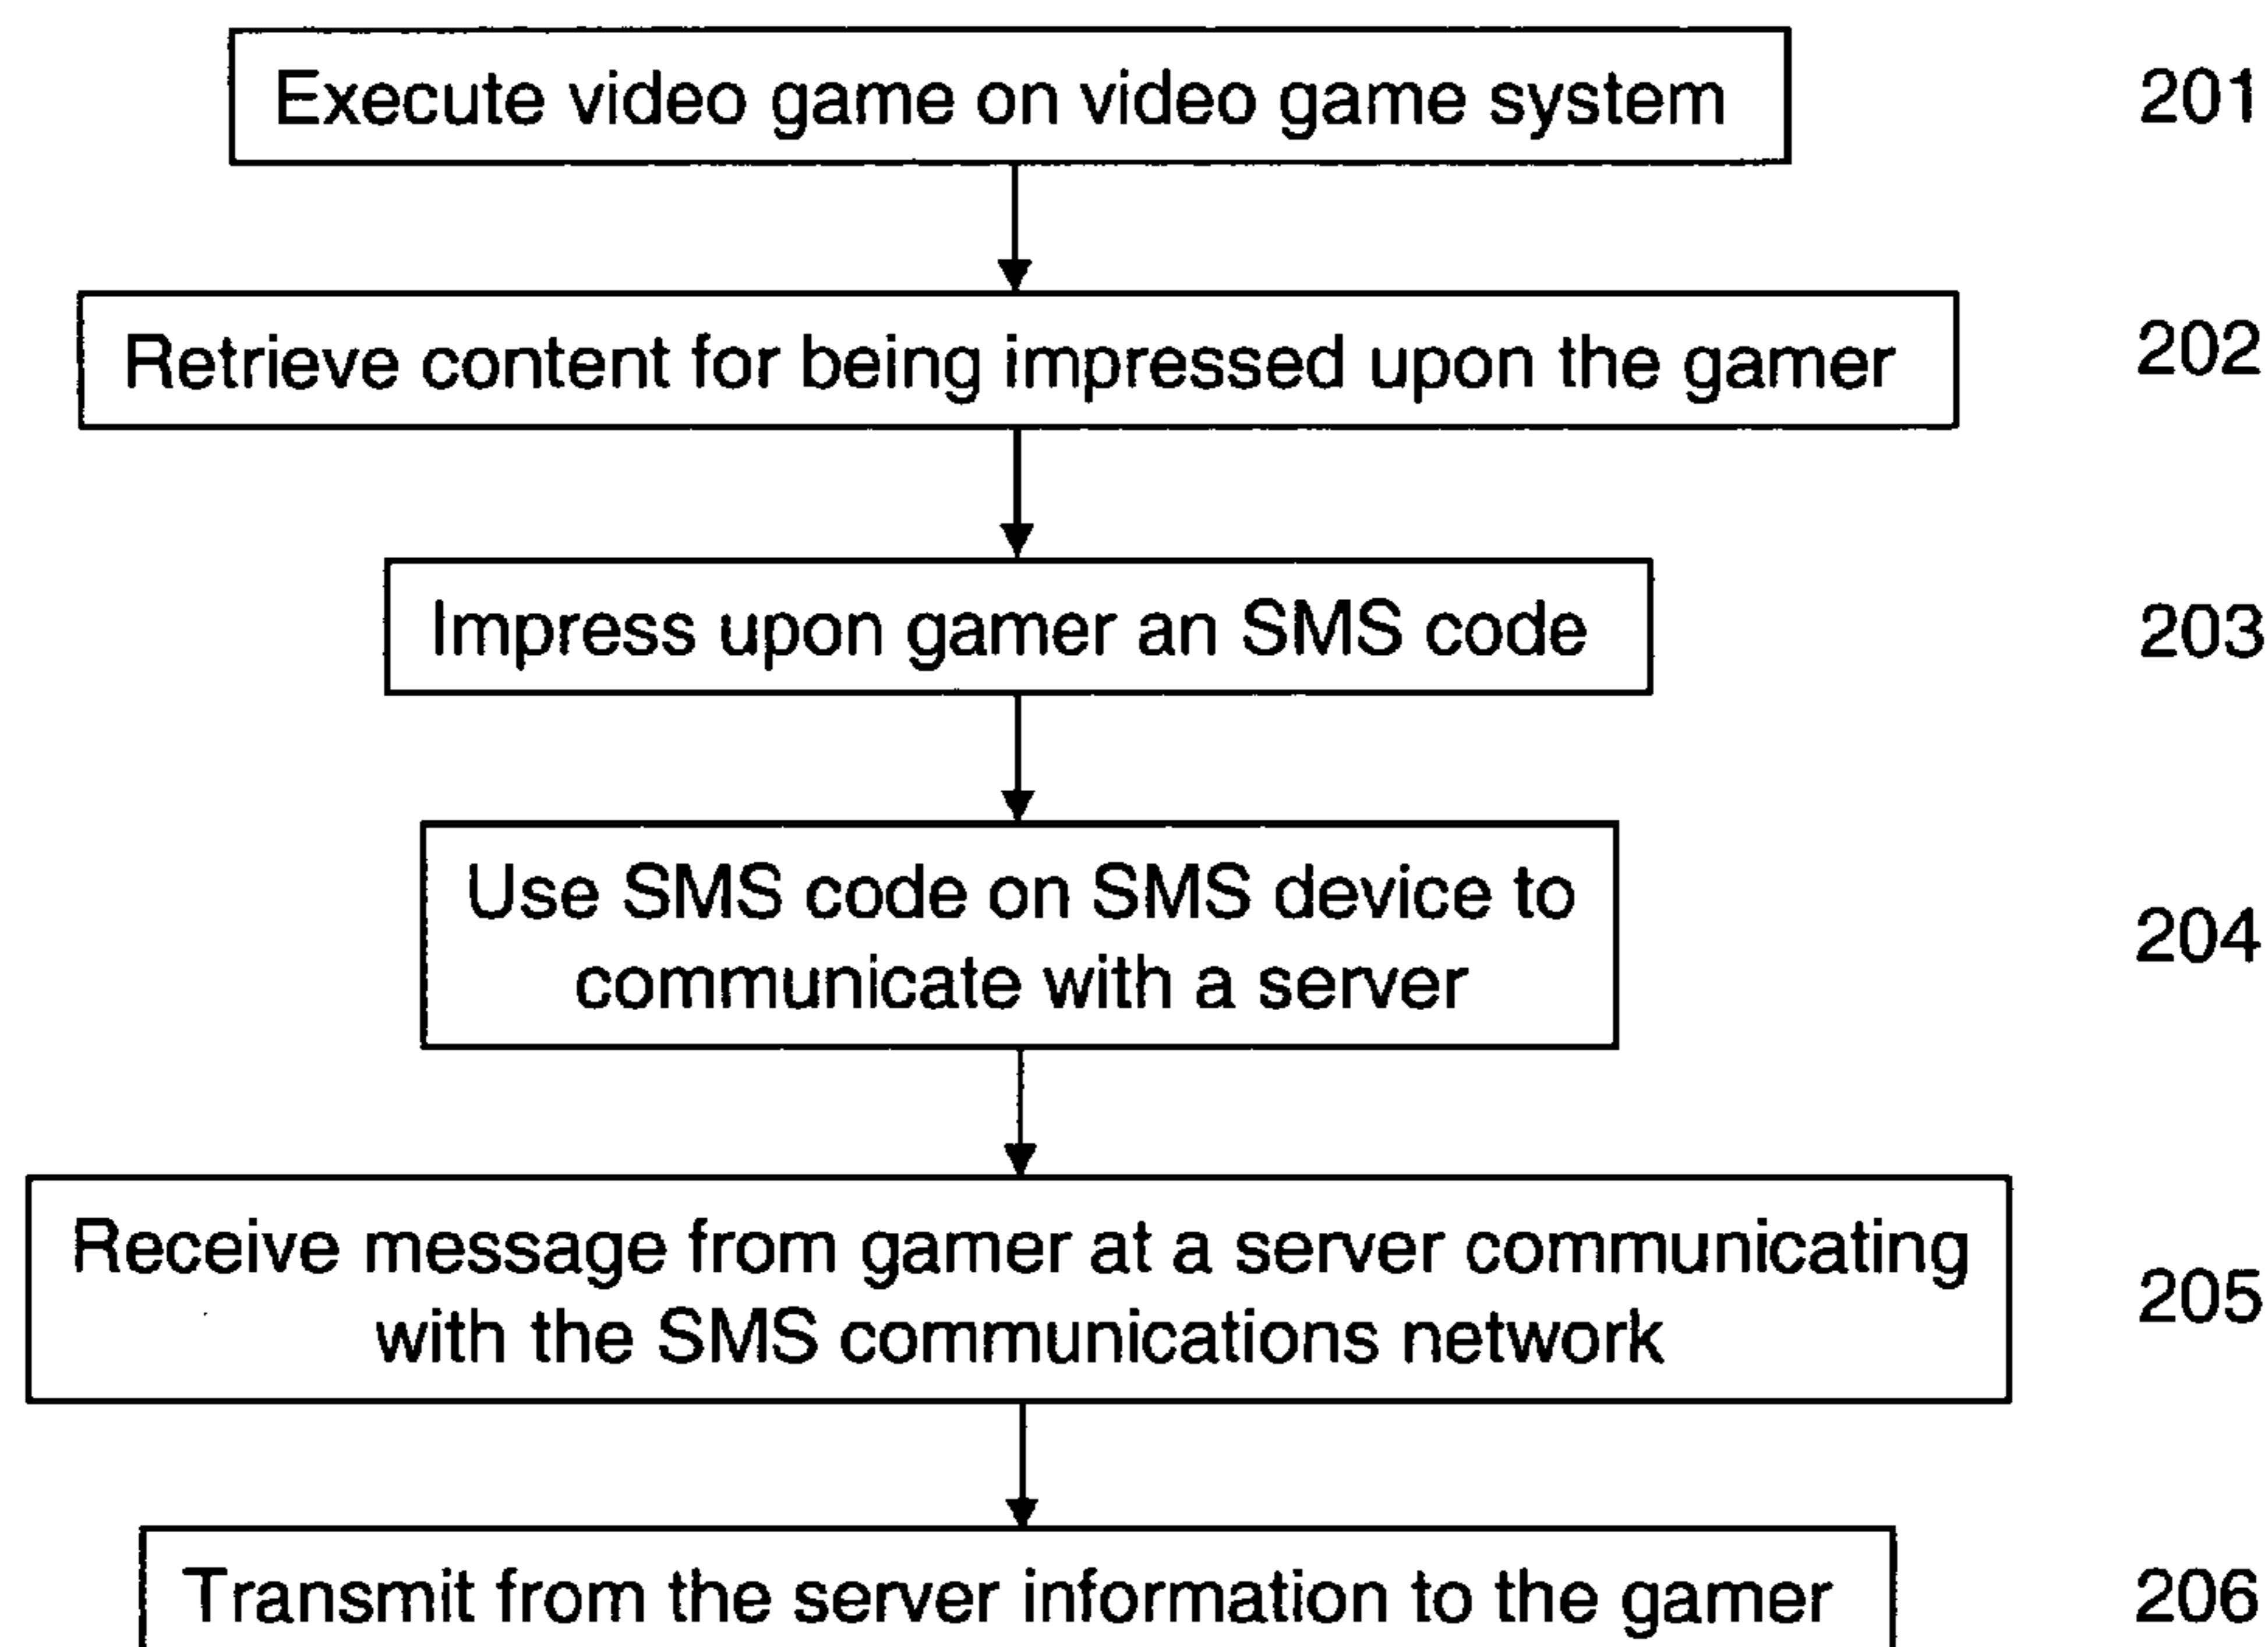 Execute video game on video game system 201
Retrieve content for being impressed upon the gamer 202
Impress upon gamer an SMS code 203
Use SMS code on SMS device to
communicate with a server
204
Receive message from gamer at a server communicating
with the SMS communications network
205
Transmit from the server information to the gamer 206